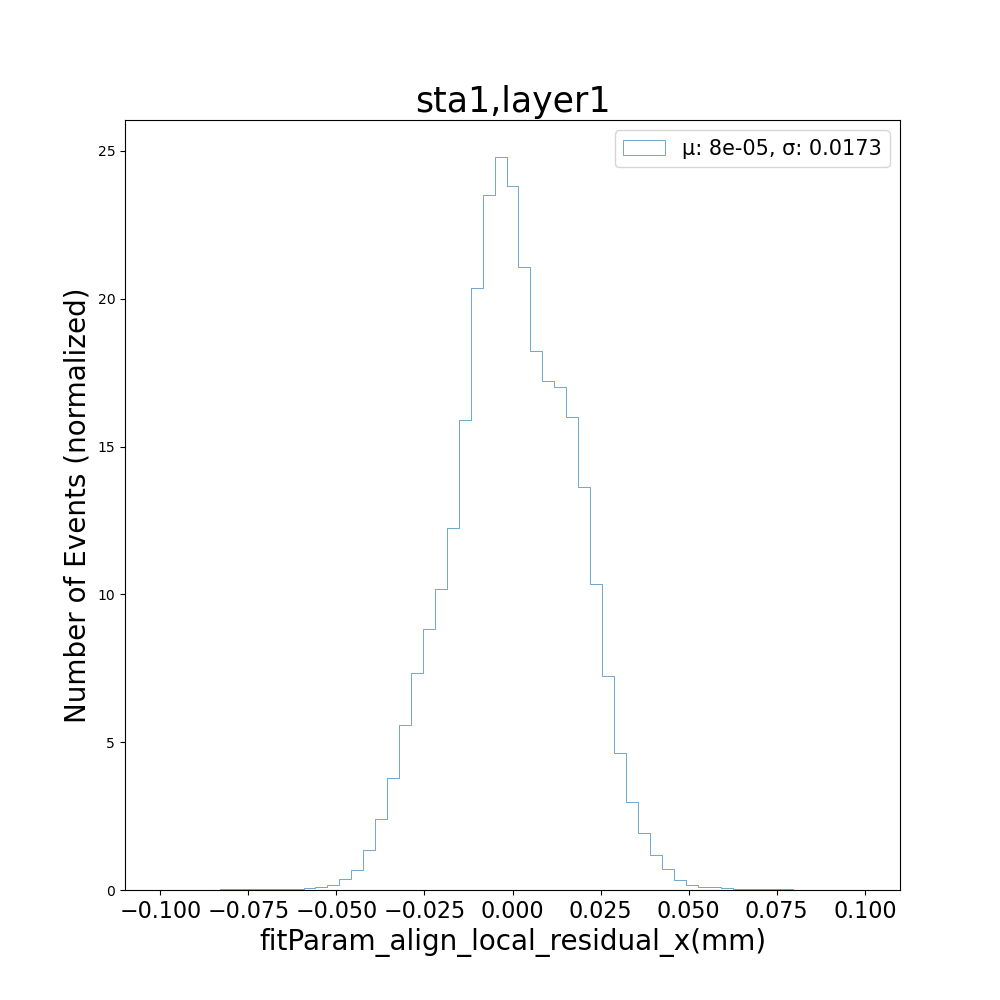 sta1,layer1
μ: 8e-05, σ: 0.0173
Number of Events (normalized)
25
20
15
10
5
0
−0.100 −0.075 −0.050 −0.025 0.000 0.025 0.050 0.075 0.100
fitParam_align_local_residual_x(mm)